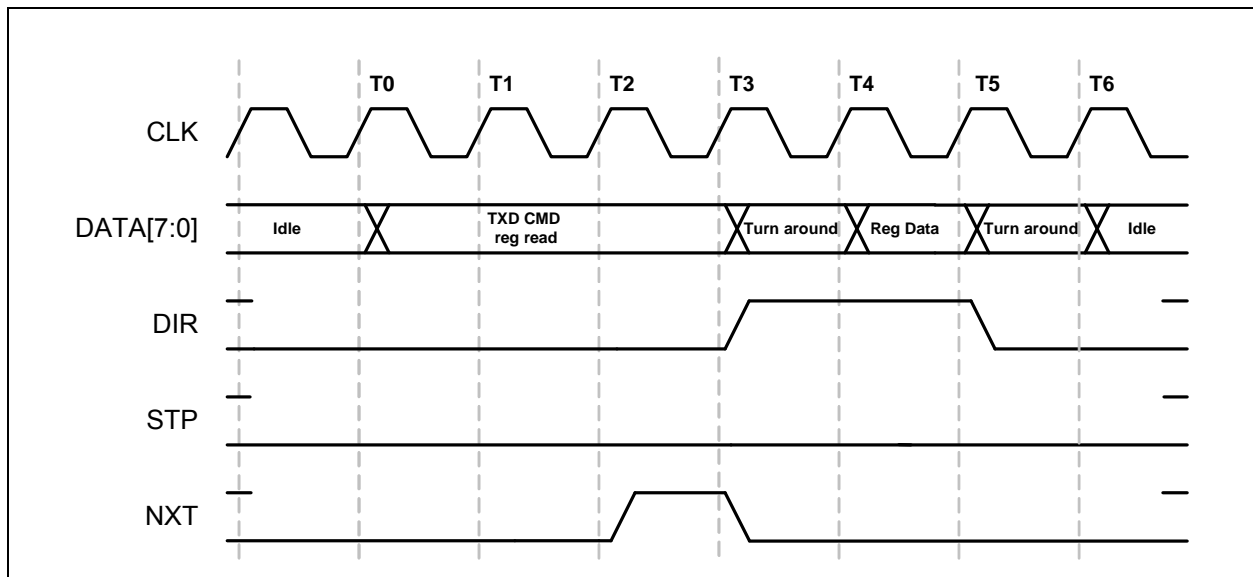 T0 T1 T2 T3 T4 T5 T6
CLK
DATA[7:0]
Idle
TXD CMD
reg read
Turn around
Reg Data
Turn around
Idle
DIR
STP
NXT